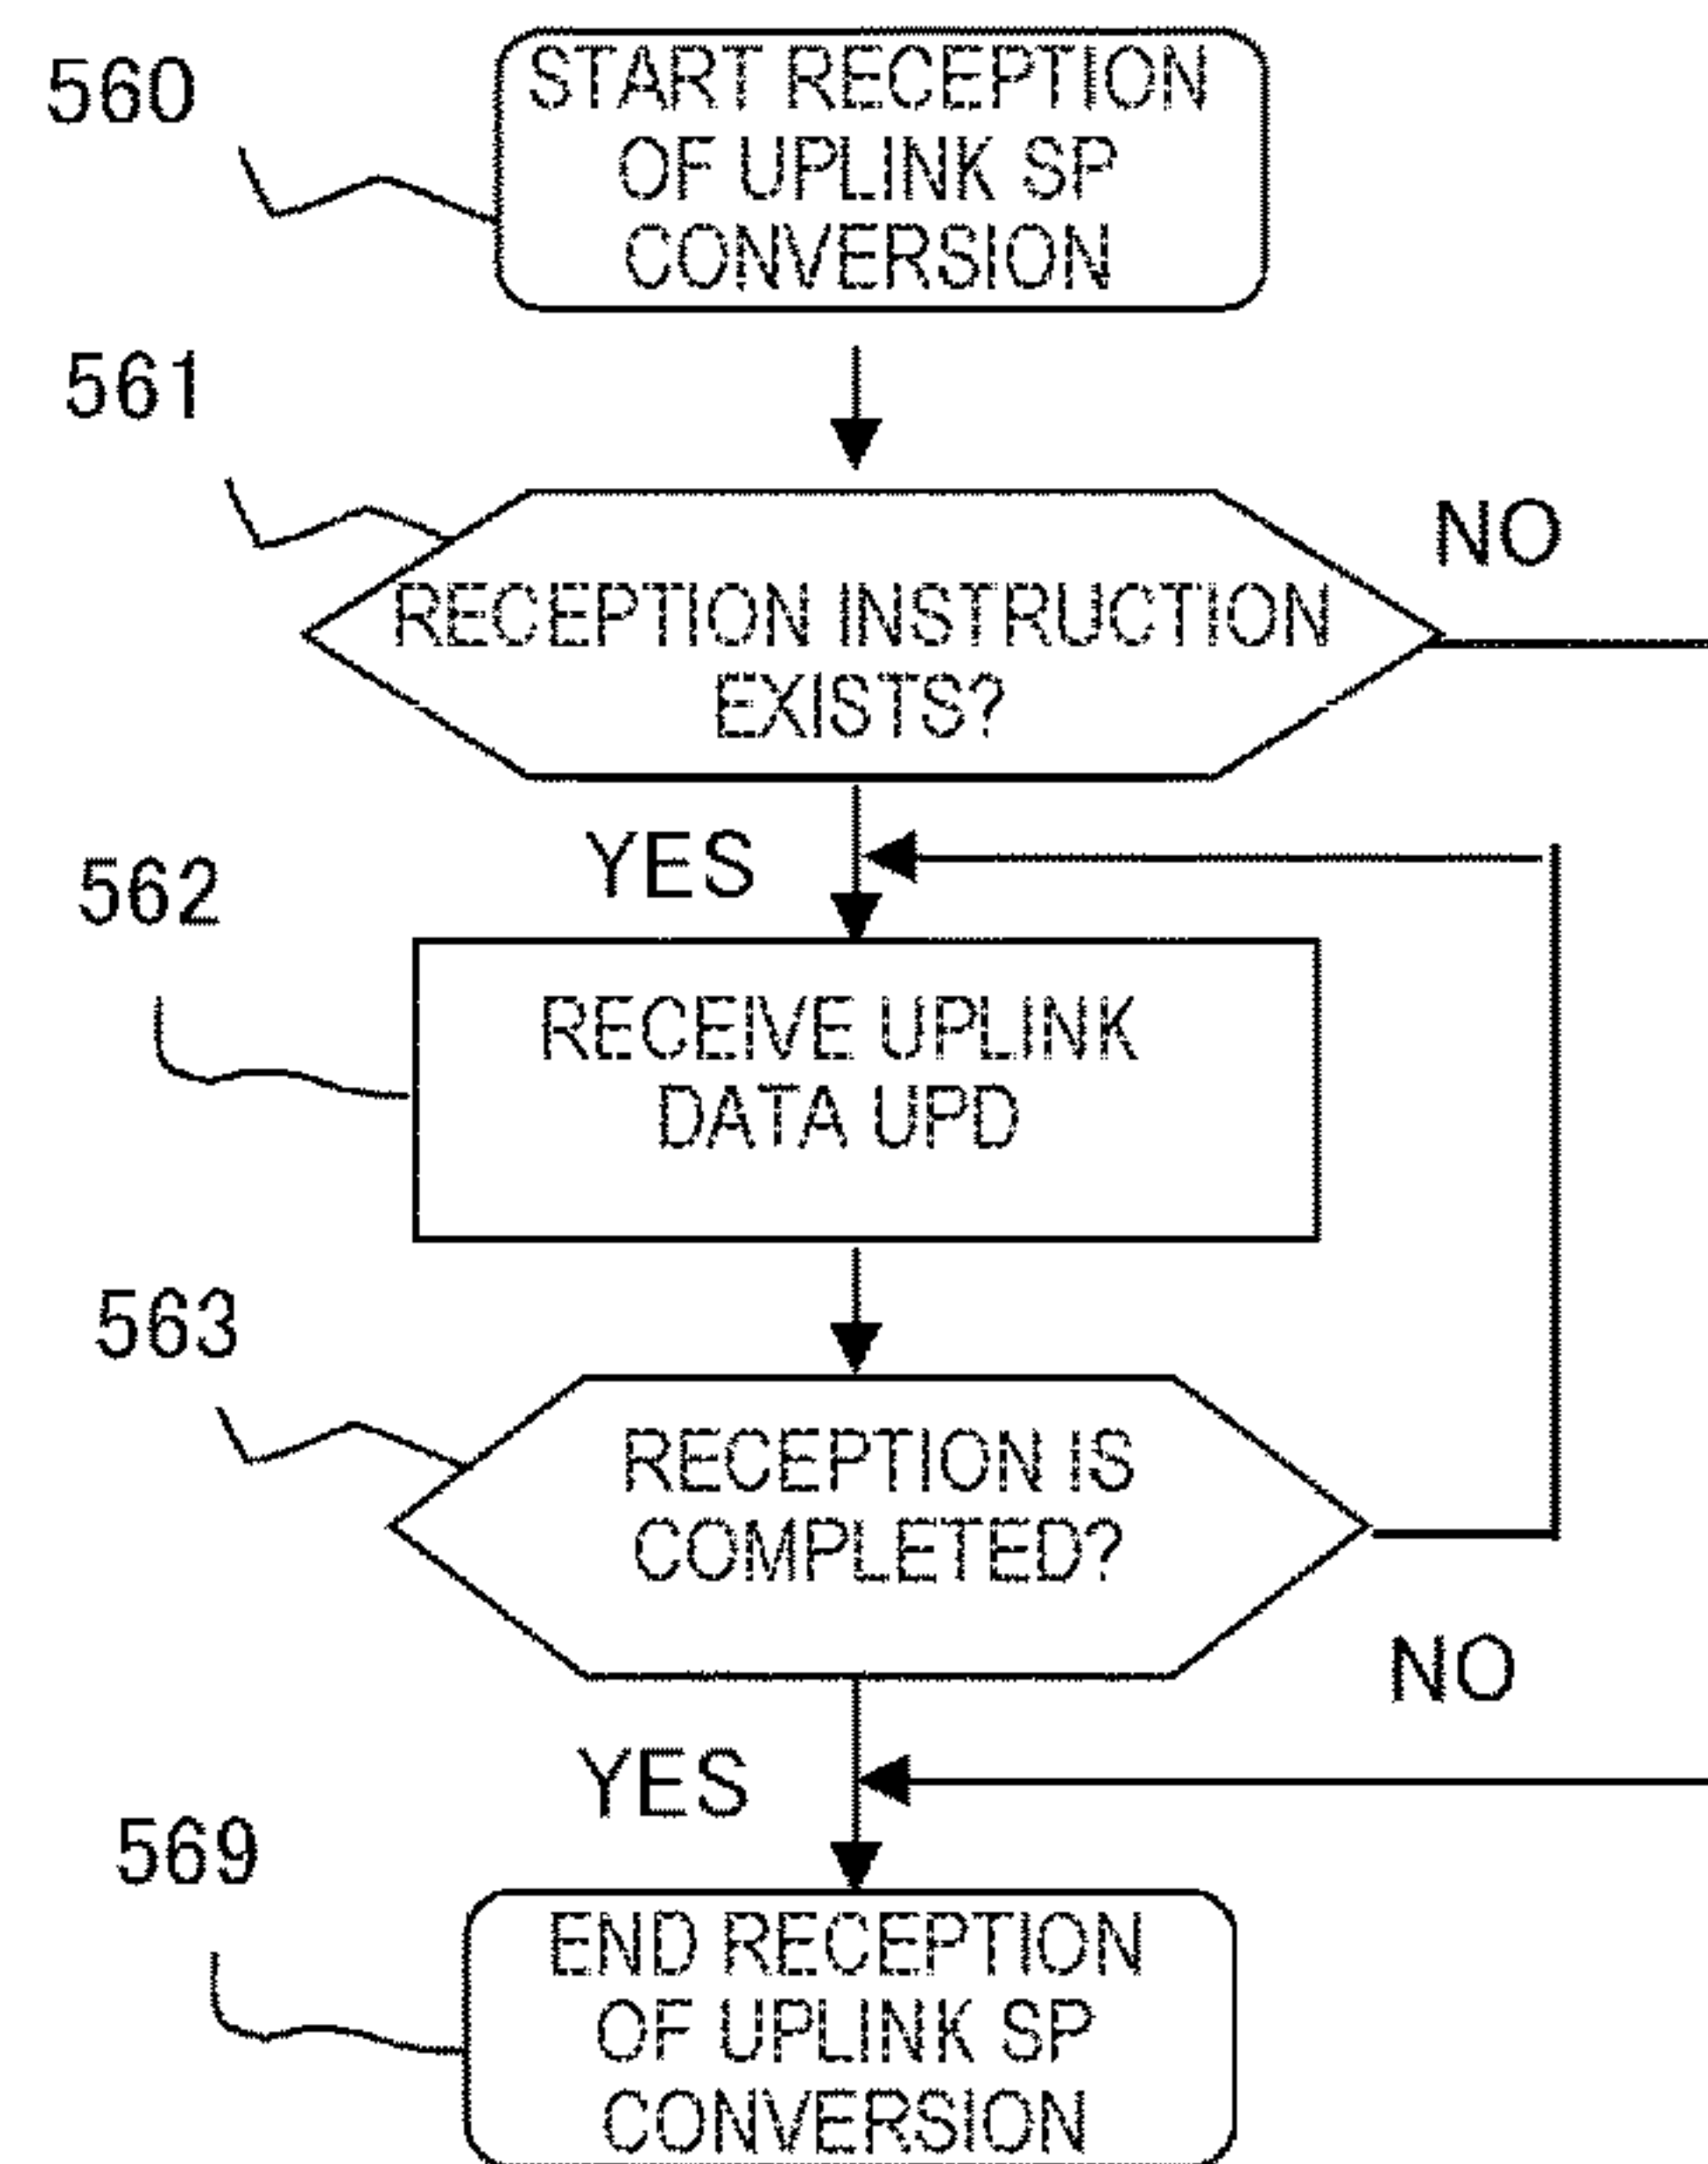 560
START RECEPTION
OF UPLINK SP
CONVERSION
561
NO
RECEPTION INSTRUCTION
EXISTS?
YES
562
RECEIVE UPLINK
DATA UPD
563
RECEPTION IS
COMPLETED?
NO
YES
569
END RECEPTION
OF UPLINK SP
CONVERSION